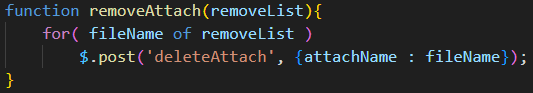 function removeAttach(removeList){
for( fileName of removeList )
$.post('deleteAttach', {attachName : fileName});
}